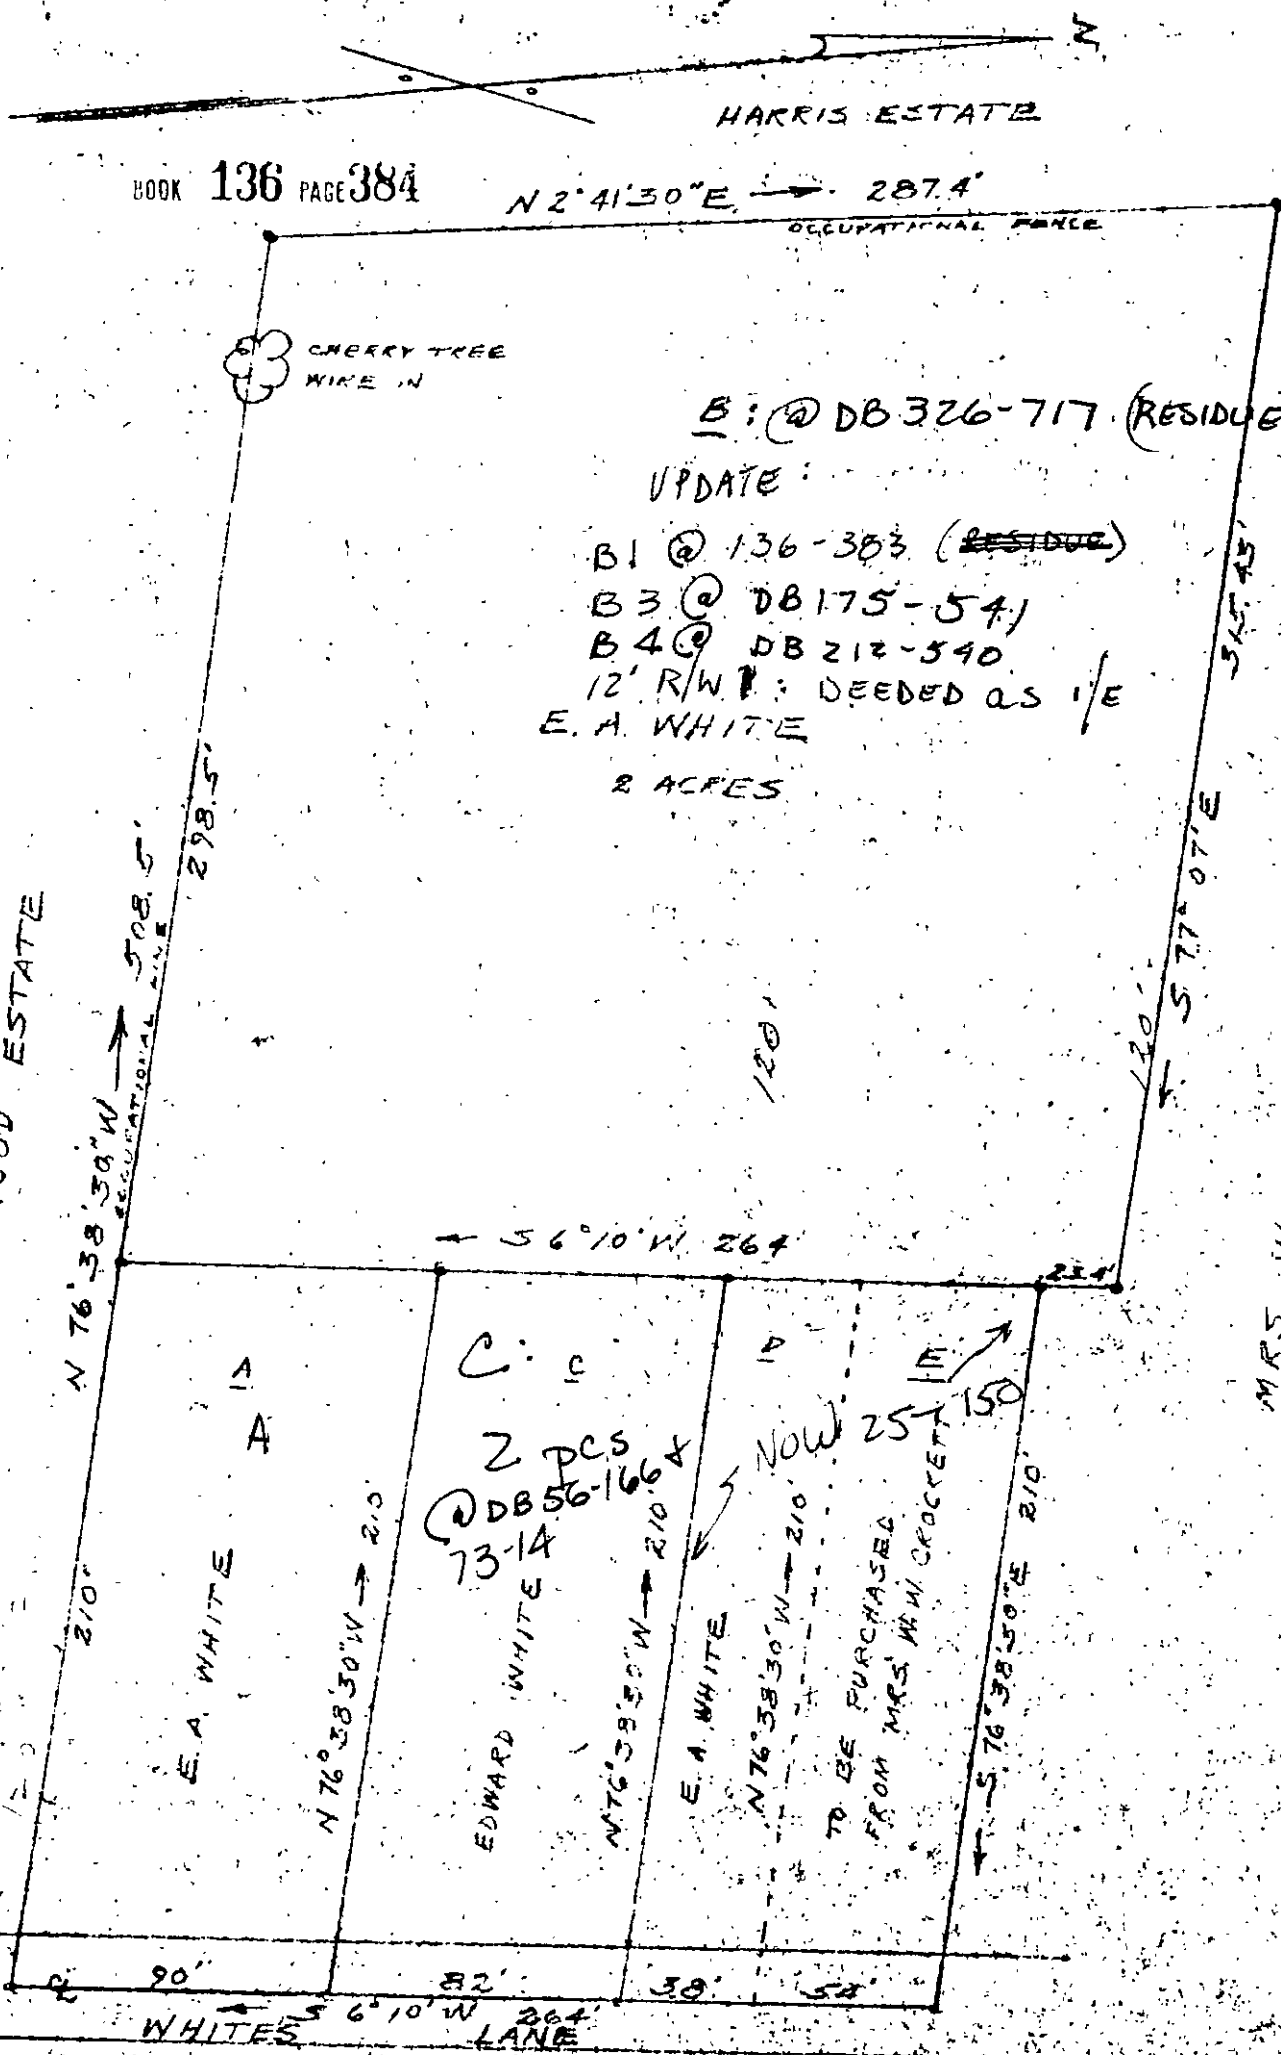 N
HARRIS ESTATE
BOOK 136 PAGE 384
N 2°41'30"E 287.4'
OCCUPATIONAL FENCE
CHERRY TREE
WIRE IN
B: @ DB 326-717 (RESIDUE
UPDATE:
B1 @ 136-383 (RESIDUE)
B3 @ DB 175-541
B4 @ DB 212-540
12' R/W: DEEDED as 1/E
E. A. WHITE
2 ACRES
315.45'
S 77° 07' E
120'
120'
298.5'
N 76°38'30"W → 508.5'
OCCUPATIONAL LINE
ESTATE
← S 6°10' W 264'
23.4'
MRS
A
A
E. A. WHITE
210'
N 76°38'30"W → 210'
C: C
2 pcs
@ DB 56-166 &
73-14
EDWARD WHITE
N 76°38'30"W → 210'
D
E
NOW 257 150
E. A. WHITE
N 76°38'30"W → 210'
TO BE PURCHASED
FROM MRS. W.W. CROCKETT
← S 76°38'30"E 210'
90' 82' 38' 54'
← S 6°10' W 264'
WHITES LANE